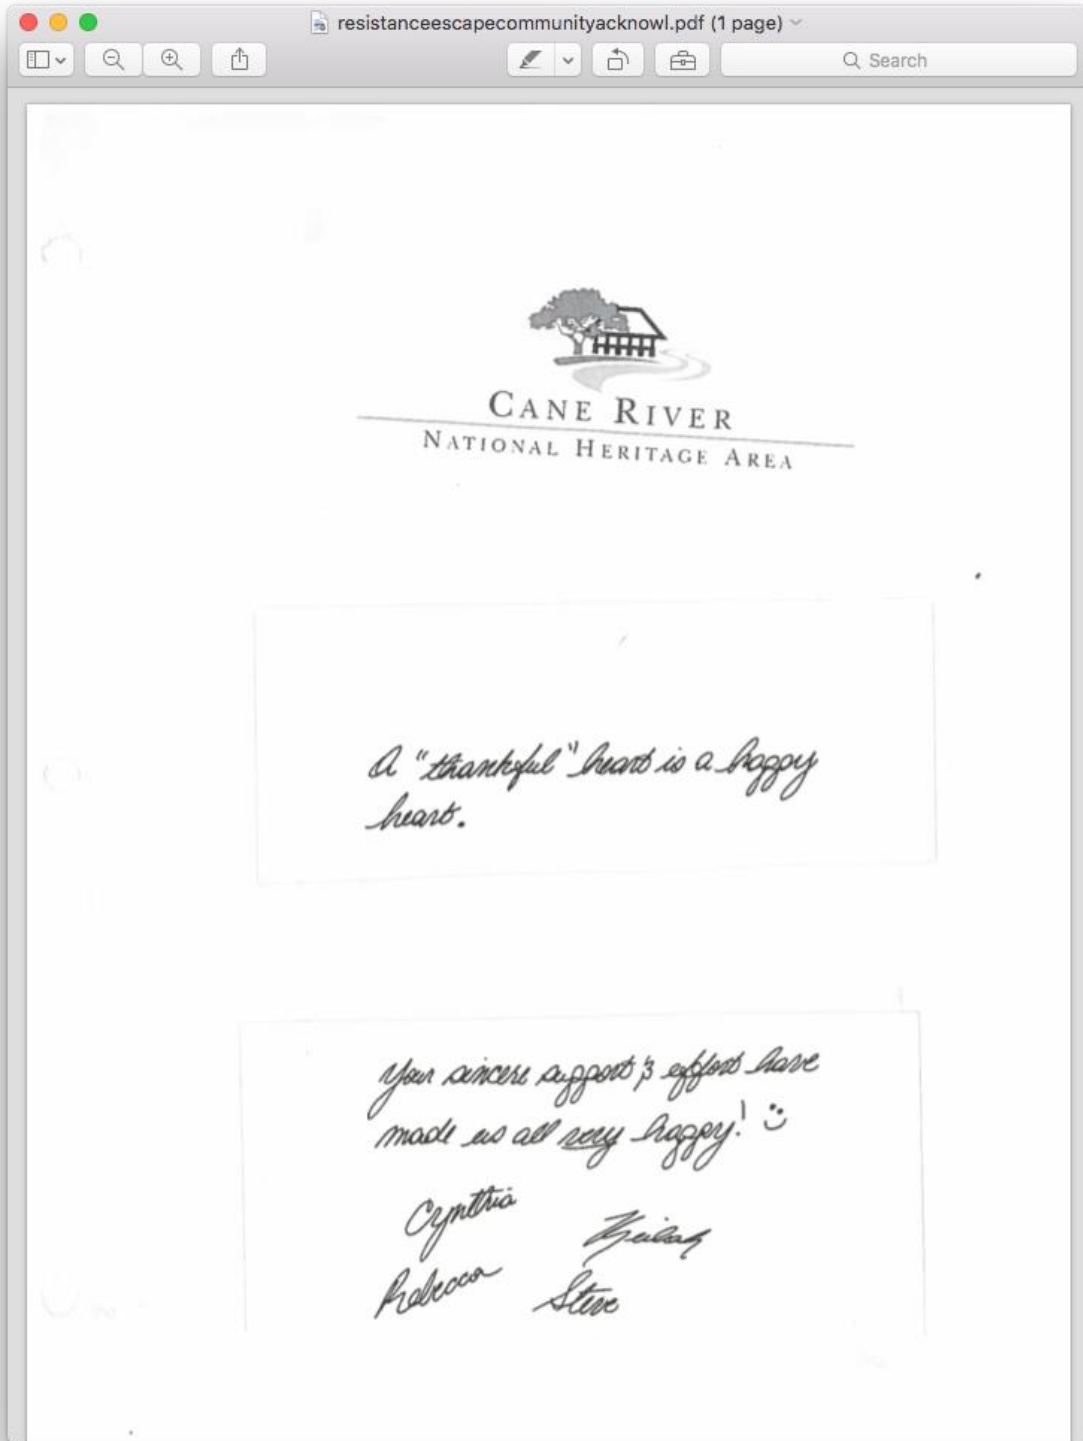 resistanceescapecommunityacknowl.pdf (1 page)
Search
CANE RIVER
NATIONAL HERITAGE AREA
A "thankful" heart is a happy
heart.
Your sincere support & effort have
made us all very happy! :)
Cynthia
Rebecca Steve